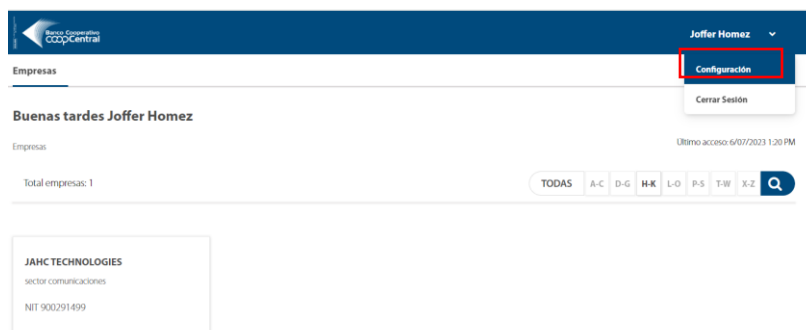 Banco Cooperativo
coopCentral
Joffer Homez
Empresas
Configuración
Cerrar Sesión
Buenas tardes Joffer Homez
Empresas
Último acceso: 6/07/2023 1:20 PM
Total empresas: 1
TODAS A-C D-G H-K L-O P-S T-W X-Z
JAHC TECHNOLOGIES
sector comunicaciones
NIT 900291499